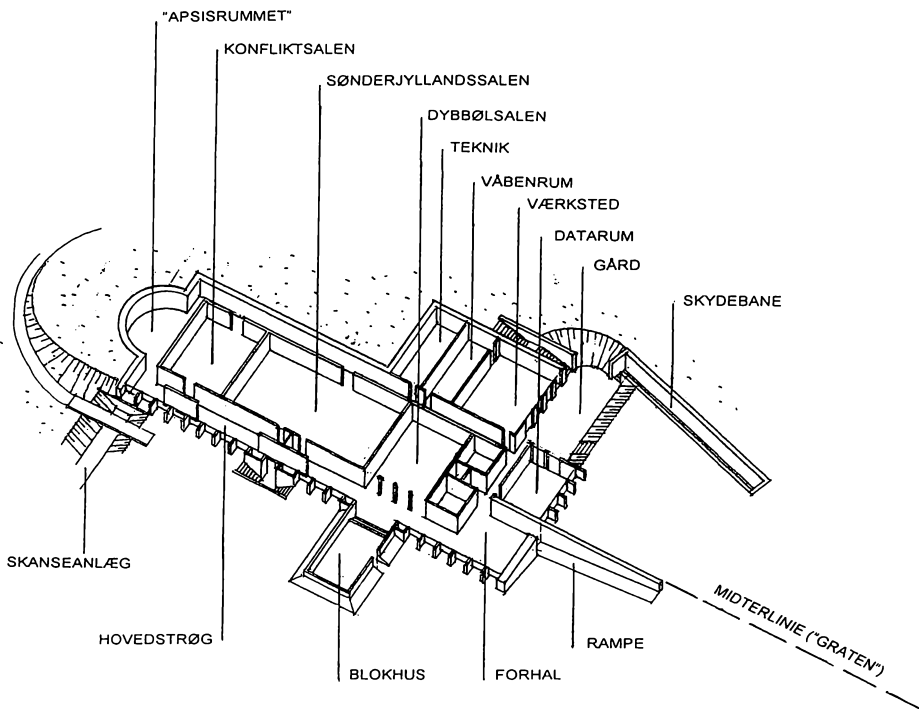 "APSISRUMMET"
KONFLIKTSALEN
SØNDERJYLLANDSSALEN
DYBBØLSALEN
TEKNIK
VÅBENRUM
VÆRKSTED
DATARUM
GÅRD
SKYDEBANE
SKANSEANLÆG
HOVEDSTRØG
BLOKHUS
FORHAL
RAMPE
MIDTERLINIE ("GRATEN")